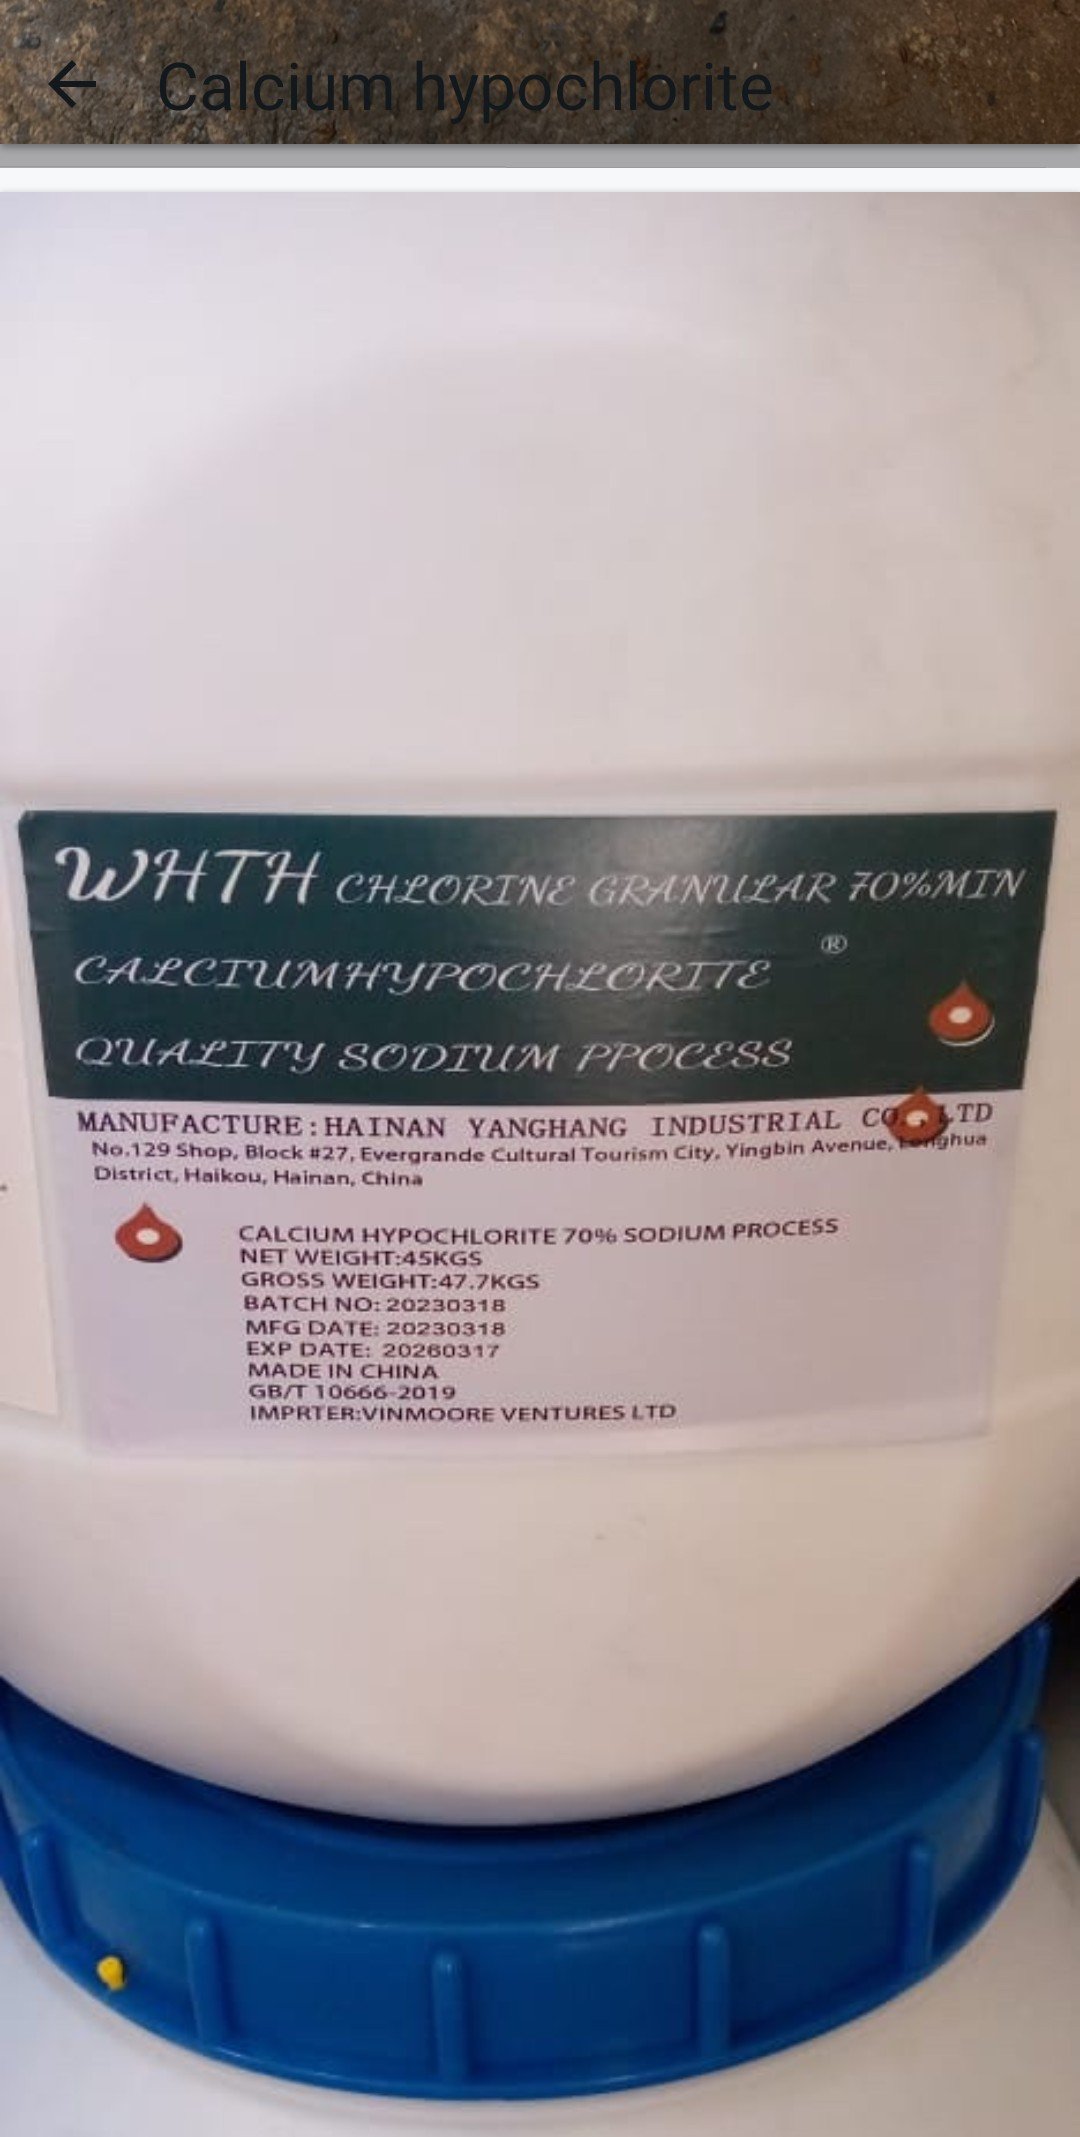 Calcium hypochlorite
WHTH CHLORINE GRANULAR 70%MIN
CALCIUMHYPOCHLORITE ®
QUALITY SODIUM PPOCESS
MANUFACTURE:HAINAN YANGHANG INDUSTRIAL CO., LTD
No.129 Shop, Block #27, Evergrande Cultural Tourism City, Yingbin Avenue, Longhua
District, Haikou, Hainan, China
CALCIUM HYPOCHLORITE 70% SODIUM PROCESS
NET WEIGHT:45KGS
GROSS WEIGHT:47.7KGS
BATCH NO: 20230318
MFG DATE: 20230318
EXP DATE: 20260317
MADE IN CHINA
GB/T 10666-2019
IMPRTER:VINMOORE VENTURES LTD